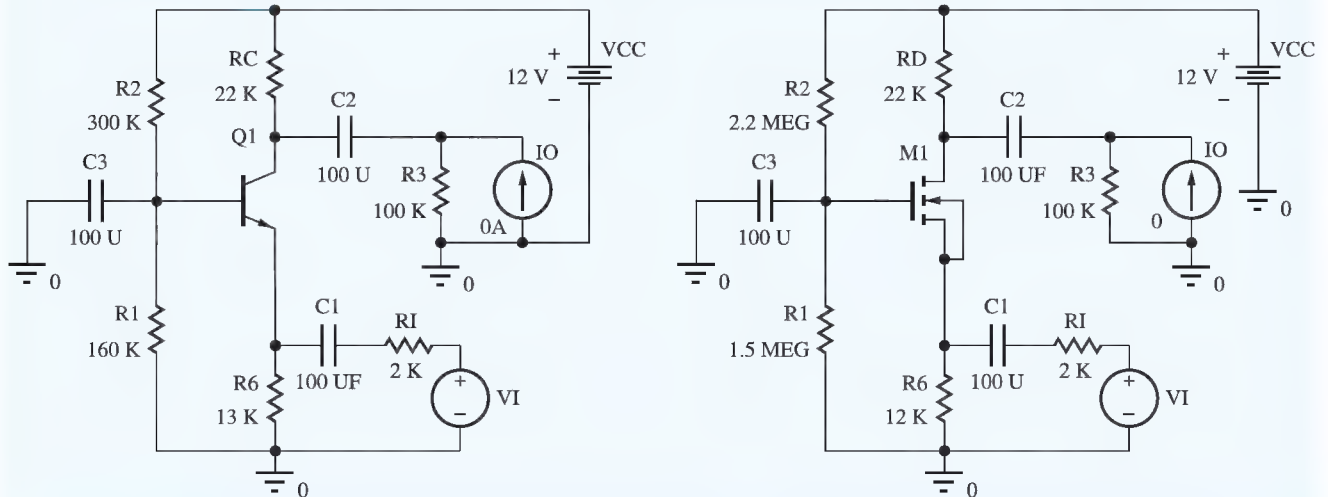 RC
22 K
VCC
+
12 V
−
R2
300 K
C2
Q1
100 U
C3
100 U
R3
100 K
IO
0A
0
0
R1
160 K
C1
100 UF
RI
2 K
R6
13 K
+
−
VI
0
RD
22 K
VCC
+
12 V
−
R2
2.2 MEG
C2
M1
100 UF
C3
100 U
R3
100 K
IO
0
0
0
0
R1
1.5 MEG
C1
100 U
RI
2 K
R6
12 K
+
−
VI
0